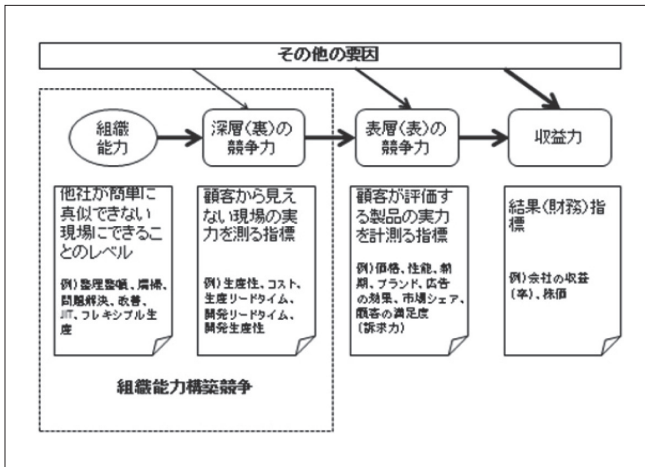 その他の要因
組織
能力
深層(裏)の
競争力
表層(表)の
競争力
収益力
他社が簡単に
真似できない
現場にできるこ
とのレベル
例)整理整頓、清掃、
問題解決、改善、
JIT、フレキシブル生
産
顧客から見え
ない現場の実
力を測る指標
例)生産性、コスト、
生産リードタイム、
開発リードタイム、
開発生産性
顧客が評価す
る製品の実力
を計測る指標
例)価格、性能、納
期、ブランド、広告
の効果、市場シェア、
顧客の満足度
(訴求力)
結果(財務)指
標
例)会社の収益
(率)、株価
組織能力構築競争